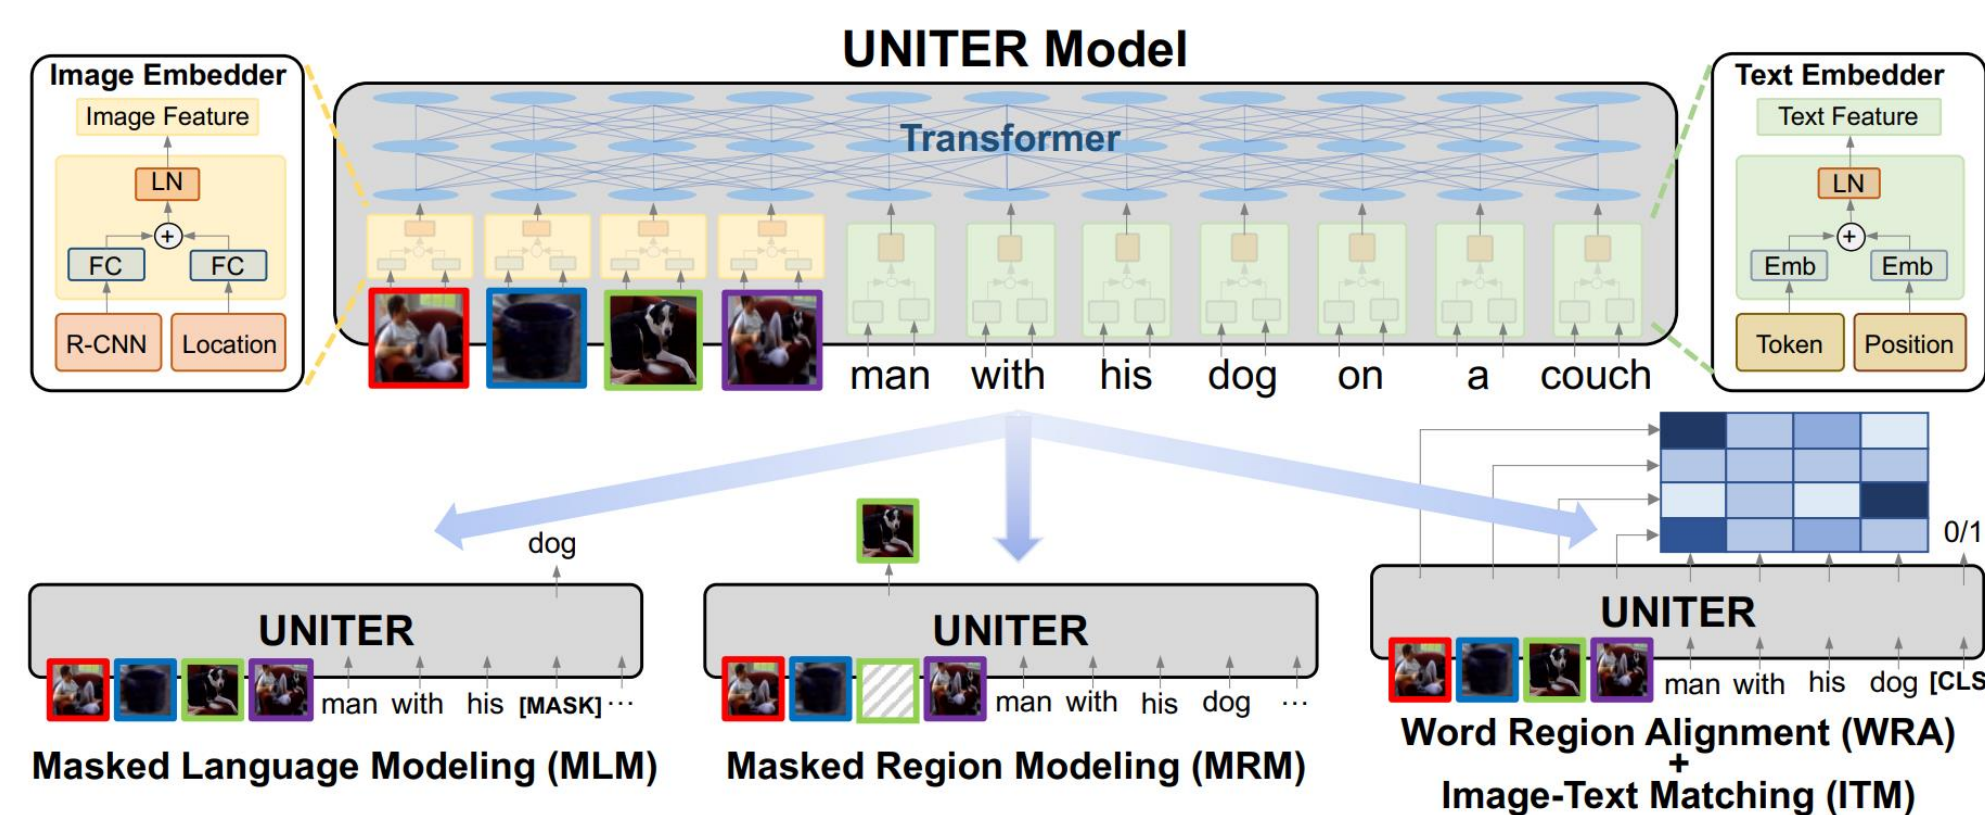 UNITER Model
Image Embedder
Image Feature
LN
+
FC FC
R-CNN Location
Transformer
man with his dog on a couch
Text Embedder
Text Feature
LN
+
Emb Emb
Token Position
dog
UNITER
man with his [MASK] ...
Masked Language Modeling (MLM)
UNITER
man with his dog ...
Masked Region Modeling (MRM)
0/1
UNITER
man with his dog [CLS
Word Region Alignment (WRA)
+
Image-Text Matching (ITM)